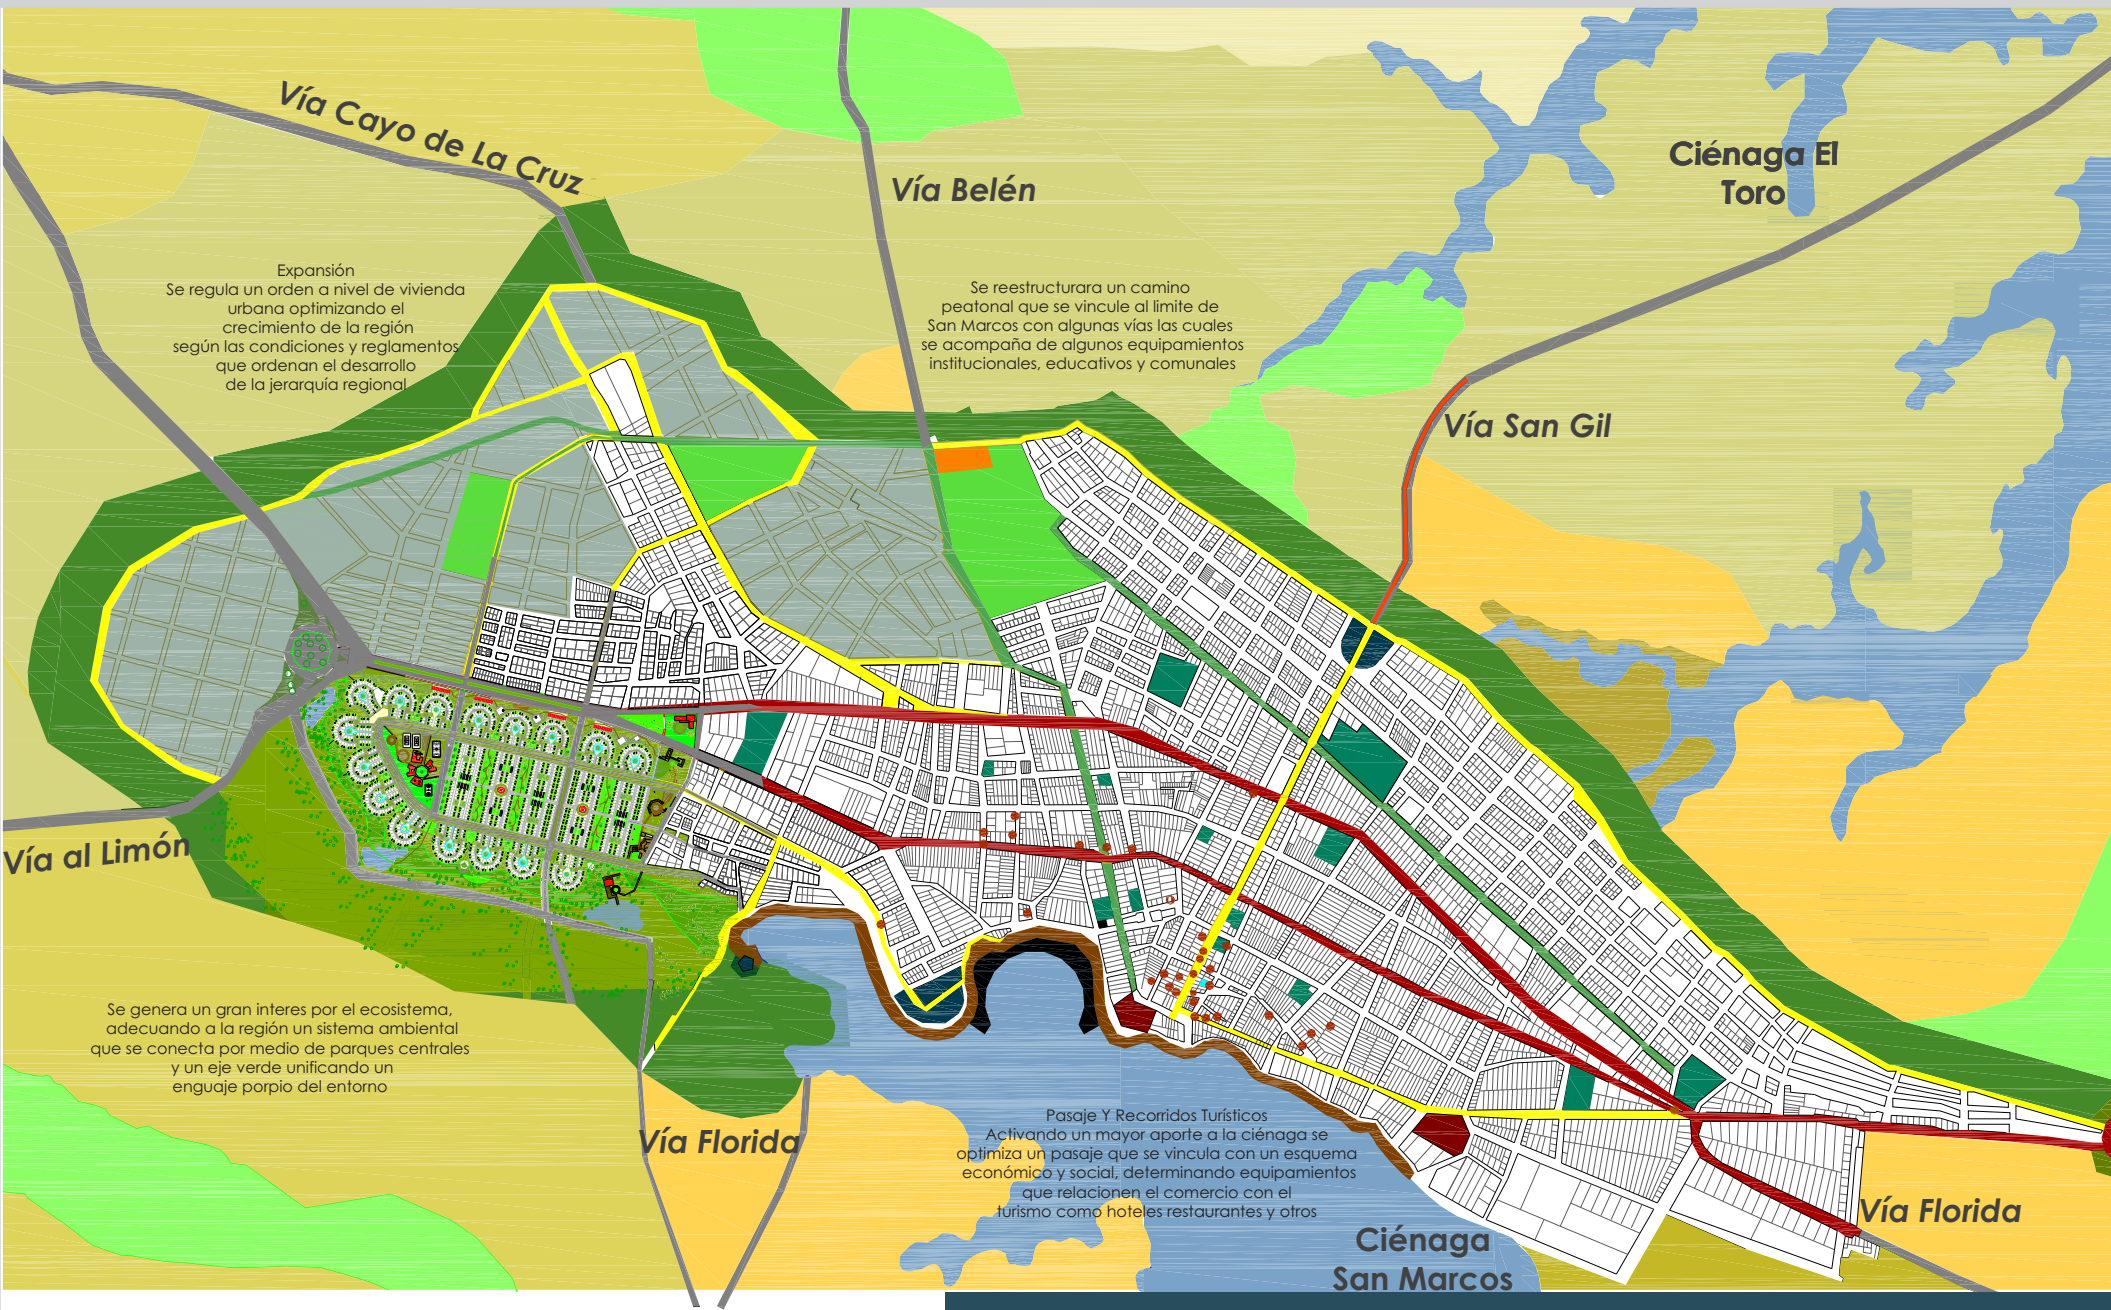 Vía Cayo de La Cruz
Vía Belén
Ciénaga El
Toro
Expansión
Se regula un orden a nivel de vivienda
urbana optimizando el
crecimiento de la región
según las condiciones y reglamentos
que ordenan el desarrollo
de la jerarquía regional
Se reestructurara un camino
peatonal que se vincule al limite de
San Marcos con algunas vías las cuales
se acompaña de algunos equipamientos
institucionales, educativos y comunales
Vía San Gil
Vía al Limón
Se genera un gran interes por el ecosistema,
adecuando a la región un sistema ambiental
que se conecta por medio de parques centrales
y un eje verde unificando un
enguaje porpio del entorno
Vía Florida
Pasaje Y Recorridos Turísticos
Activando un mayor aporte a la ciénaga se
optimiza un pasaje que se vincula con un esquema
económico y social, determinando equipamientos
que relacionen el comercio con el
turismo como hoteles restaurantes y otros
Vía Florida
Ciénaga
San Marcos